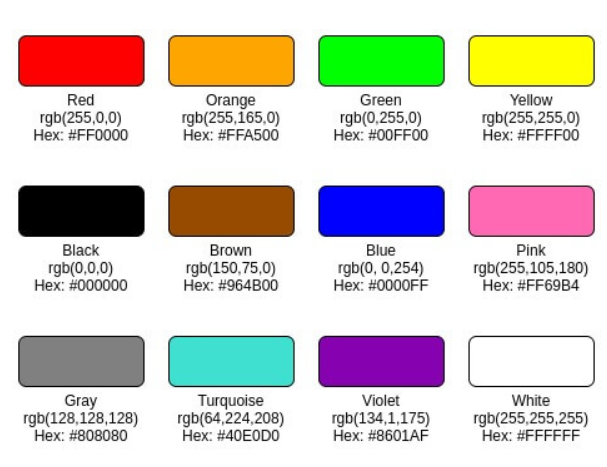 Red
rgb(255,0,0)
Hex: #FF0000
Orange
rgb(255,165,0)
Hex: #FFA500
Green
rgb(0,255,0)
Hex: #00FF00
Yellow
rgb(255,255,0)
Hex: #FFFF00
Black
rgb(0,0,0)
Hex: #000000
Brown
rgb(150,75,0)
Hex: #964B00
Blue
rgb(0, 0,254)
Hex: #0000FF
Pink
rgb(255,105,180)
Hex: #FF69B4
Gray
rgb(128,128,128)
Hex: #808080
Turquoise
rgb(64,224,208)
Hex: #40E0D0
Violet
rgb(134,1,175)
Hex: #8601AF
White
rgb(255,255,255)
Hex: #FFFFFF